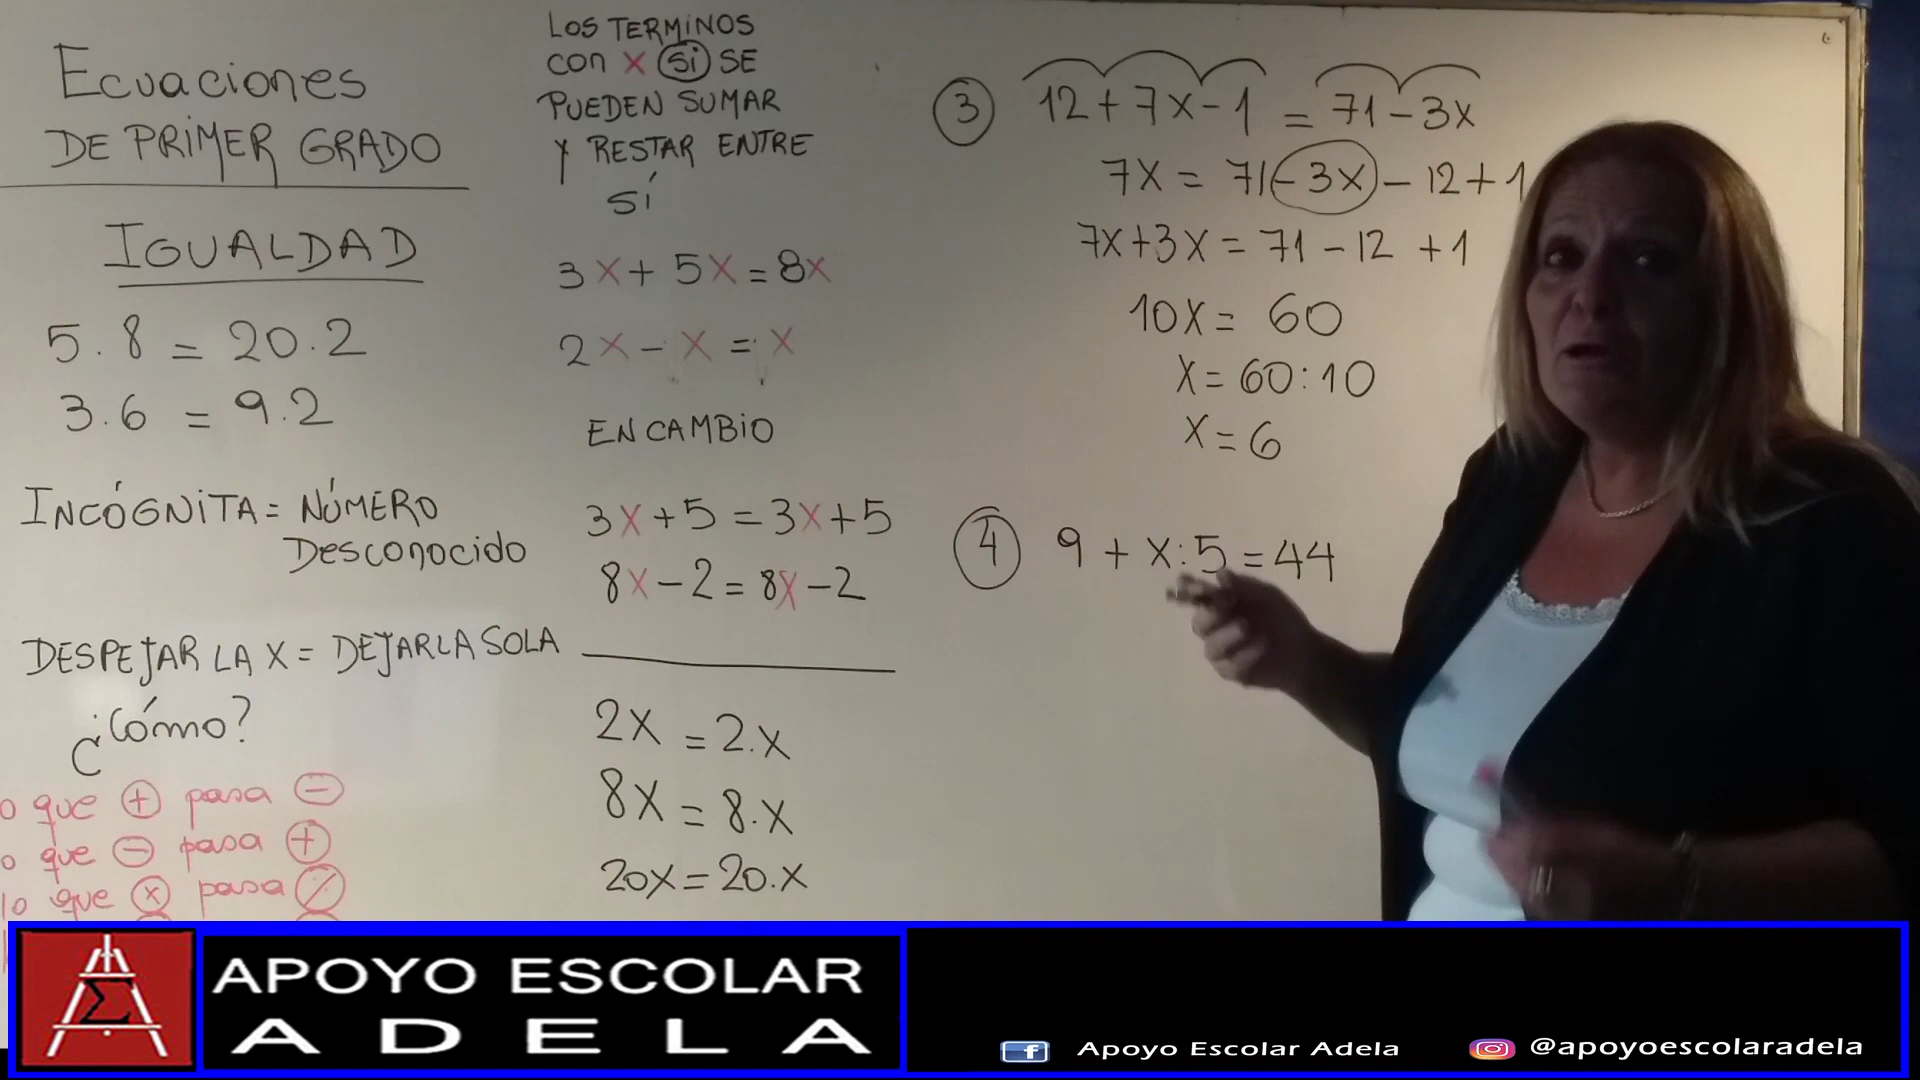 Ecuaciones
DE PRIMER GRADO
IGUALDAD
5.8 = 20.2
3.6 = 9.2
INCÓGNITA = NÚMERO
Desconocido
DESPEJAR LA X = DEJARLA SOLA
¿Cómo?
o que + pasa -
o que - pasa +
lo que x pasa /
LOS TERMINOS
con X SI SE
PUEDEN SUMAR
Y RESTAR ENTRE
SÍ
3X + 5X = 8X
2X - X = X
EN CAMBIO
3X + 5 = 3X + 5
8X - 2 = 8X - 2
2X = 2.X
8X = 8.X
20X = 20.X
3 12 + 7X - 1 = 71 - 3X
7X = 71 - 3X - 12 + 1
7X + 3X = 71 - 12 + 1
10X = 60
X = 60:10
X = 6
4 9 + X:5 = 44
APOYO ESCOLAR
ADELA
f Apoyo Escolar Adela @apoyoescolaradela